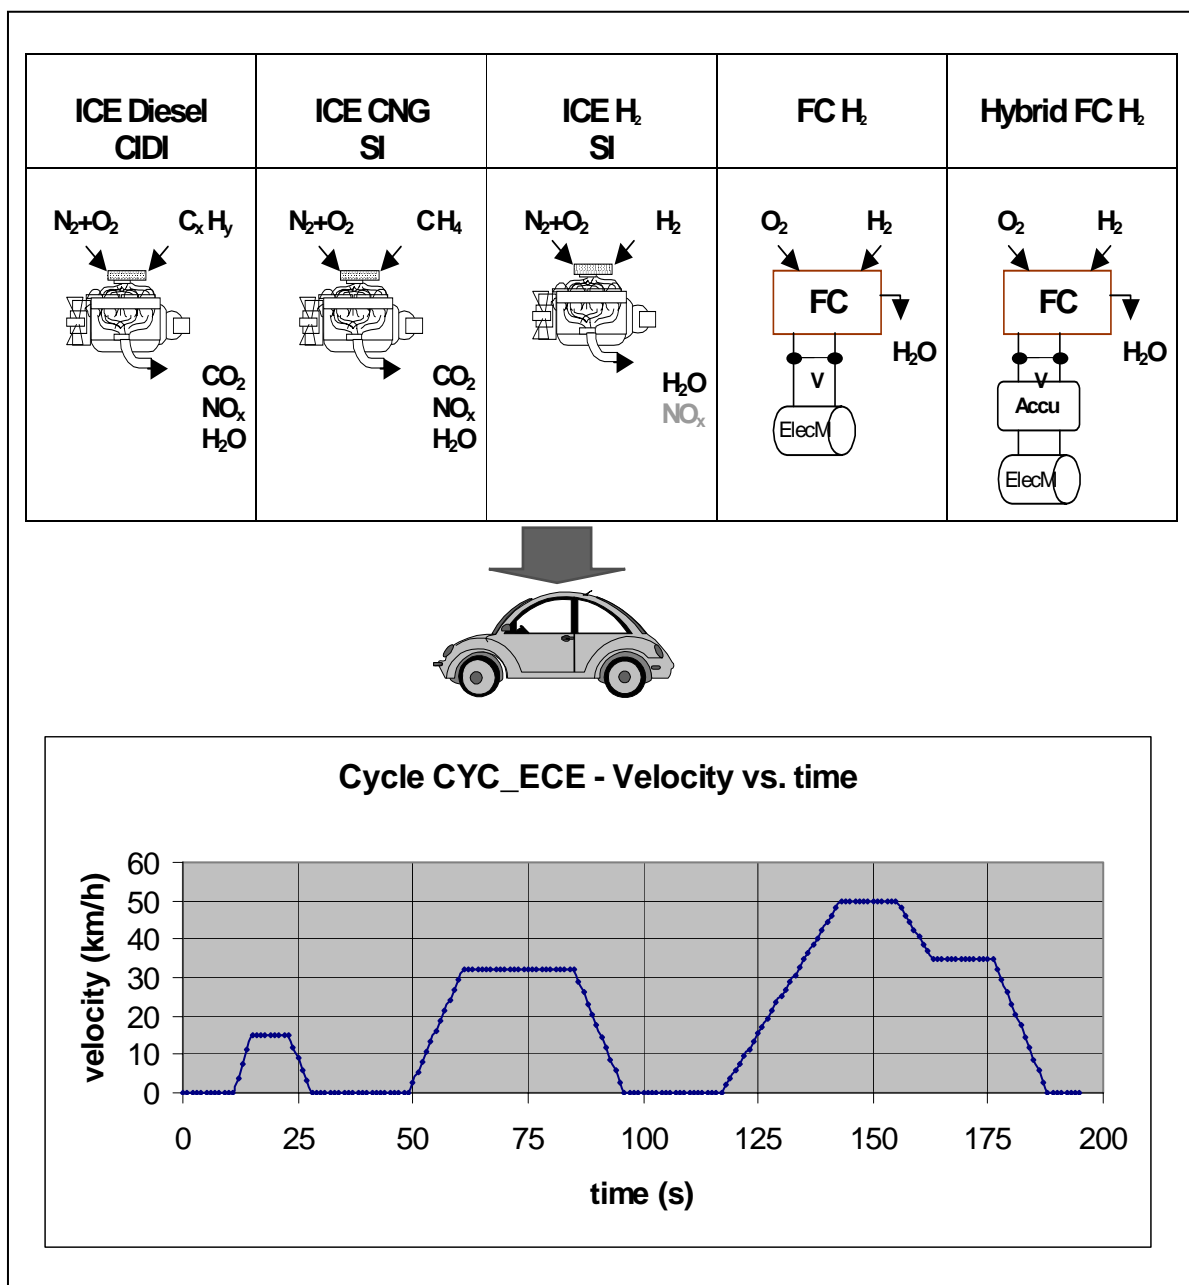 ICE Diesel
CIDI
ICE CNG
SI
ICE H₂
SI
FC H₂
Hybrid FC H₂
N₂+O₂ CₓHᵧ
CO₂
NOₓ
H₂O
N₂+O₂ CH₄
CO₂
NOₓ
H₂O
N₂+O₂ H₂
H₂O
NOₓ
O₂ H₂
FC
H₂O
V
ElecM
O₂ H₂
FC
H₂O
V
Accu
ElecM
Cycle CYC_ECE - Velocity vs. time
velocity (km/h)
60
50
40
30
20
10
0
0 25 50 75 100 125 150 175 200
time (s)